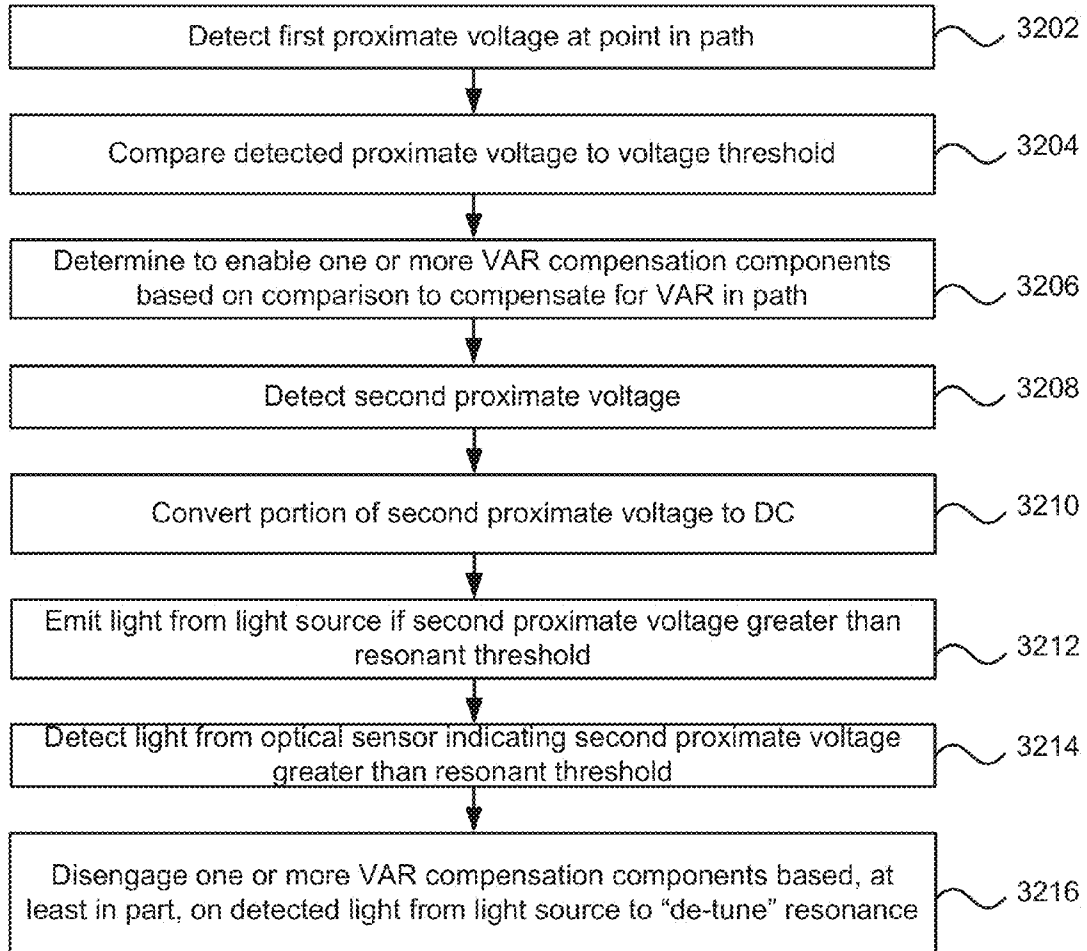 Detect first proximate voltage at point in path
3202
Compare detected proximate voltage to voltage threshold
3204
Determine to enable one or more VAR compensation components
based on comparison to compensate for VAR in path
3206
Detect second proximate voltage
3208
Convert portion of second proximate voltage to DC
3210
Emit light from light source if second proximate voltage greater than
resonant threshold
3212
Detect light from optical sensor indicating second proximate voltage
greater than resonant threshold
3214
Disengage one or more VAR compensation components based, at
least in part, on detected light from light source to “de-tune” resonance
3216